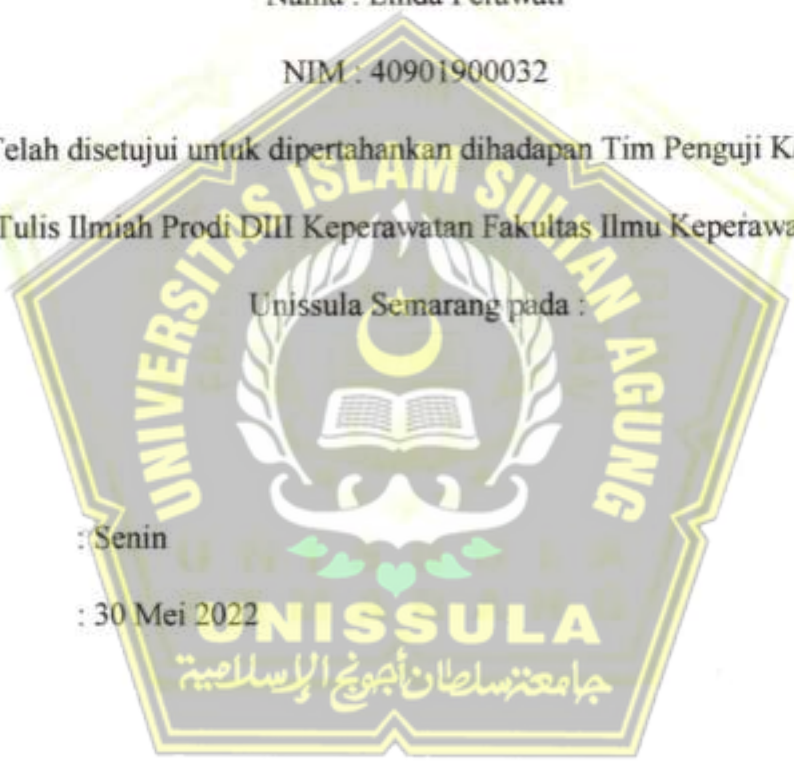 NIM : 40901900032
Telah disetujui untuk dipertahankan dihadapan Tim Penguji
Tulis Ilmiah Prodi DIII Keperawatan Fakultas Ilmu
Unissula Semarang pada :
UNIVERSITAS ISLAM SULTAN AGUNG
: Senin
: 30 Mei 2022
UNISSULA
جامعة سلطان أجونج الإسلامية